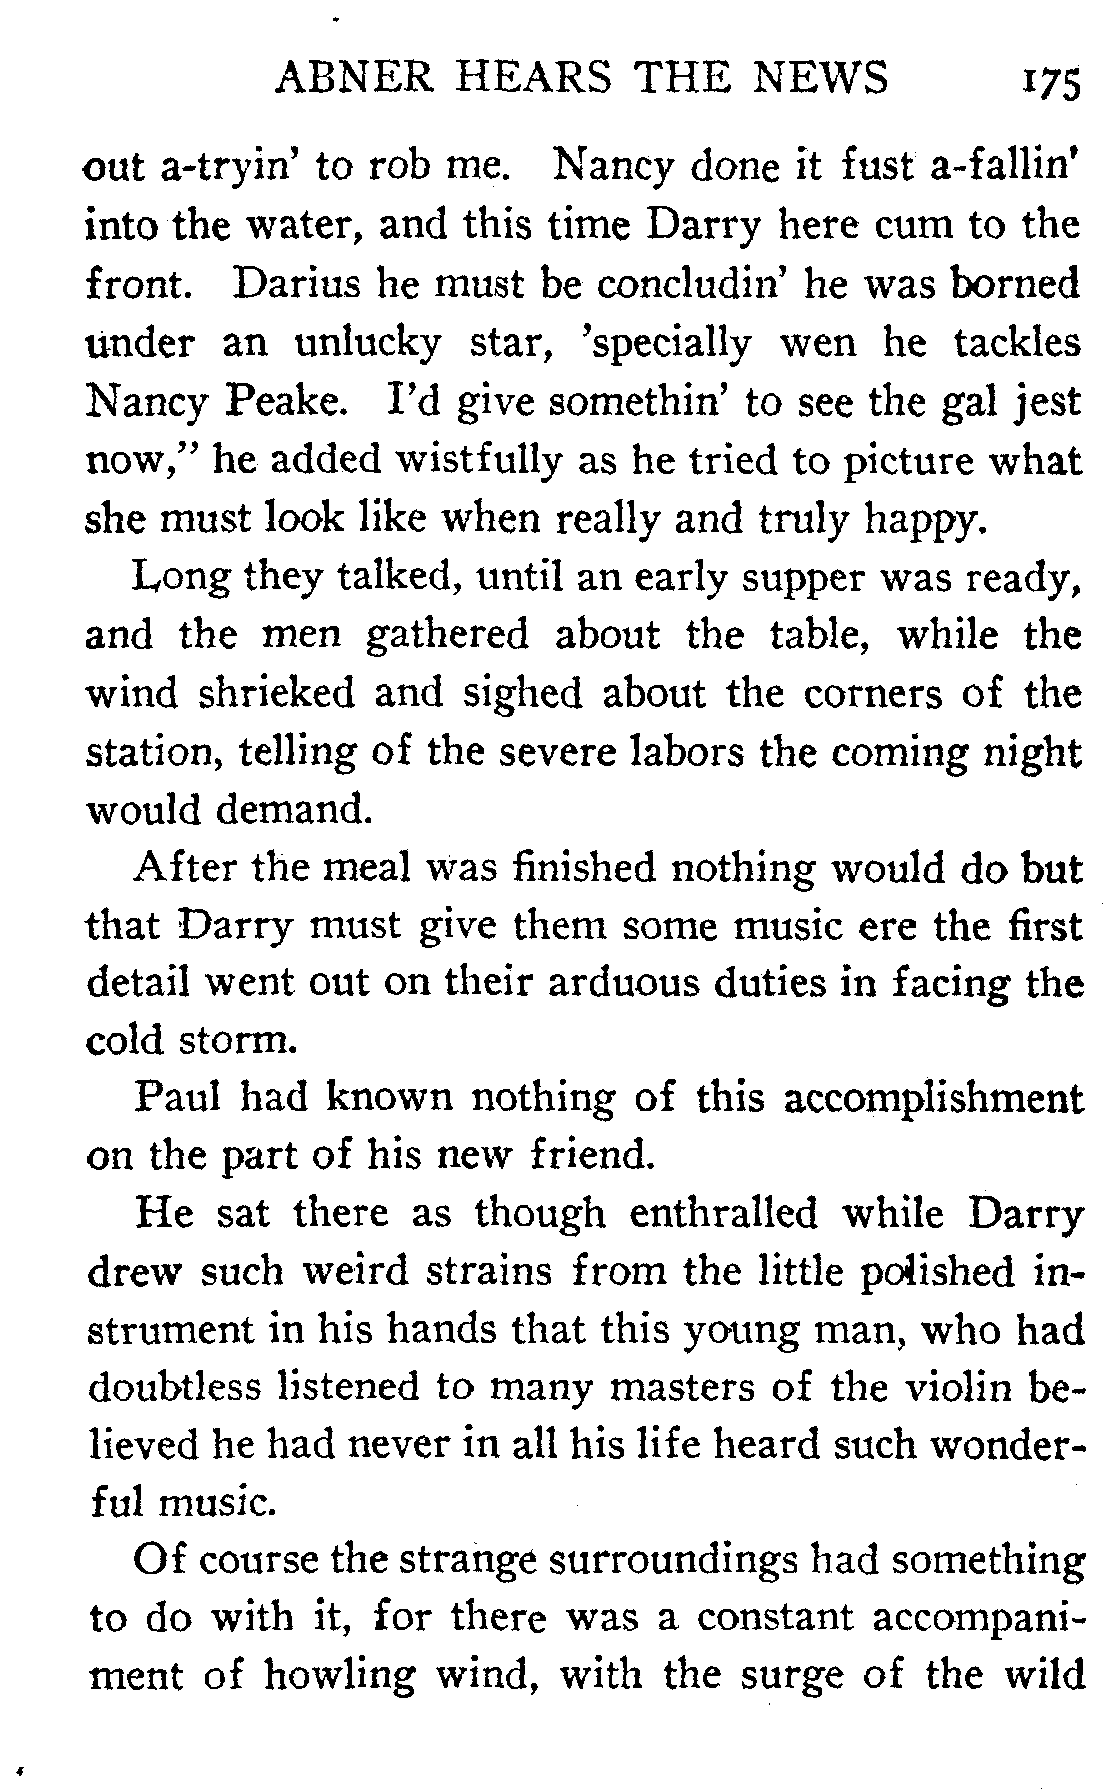 ABNER HEARS THE NEWS 175
out a-tryin' to rob me. Nancy done it fust a-fallin'
into the water, and this time Darry here cum to the
front. Darius he must be concludin' he was borned
under an unlucky star, 'specially wen he tackles
Nancy Peake. I'd give somethin' to see the gal jest
now," he added wistfully as he tried to picture what
she must look like when really and truly happy.
Long they talked, until an early supper was ready,
and the men gathered about the table, while the
wind shrieked and sighed about the corners of the
station, telling of the severe labors the coming night
would demand.
After the meal was finished nothing would do but
that Darry must give them some music ere the first
detail went out on their arduous duties in facing the
cold storm.
Paul had known nothing of this accomplishment
on the part of his new friend.
He sat there as though enthralled while Darry
drew such weird strains from the little polished in-
strument in his hands that this young man, who had
doubtless listened to many masters of the violin be-
lieved he had never in all his life heard such wonder-
ful music.
Of course the strange surroundings had something
to do with it, for there was a constant accompani-
ment of howling wind, with the surge of the wild